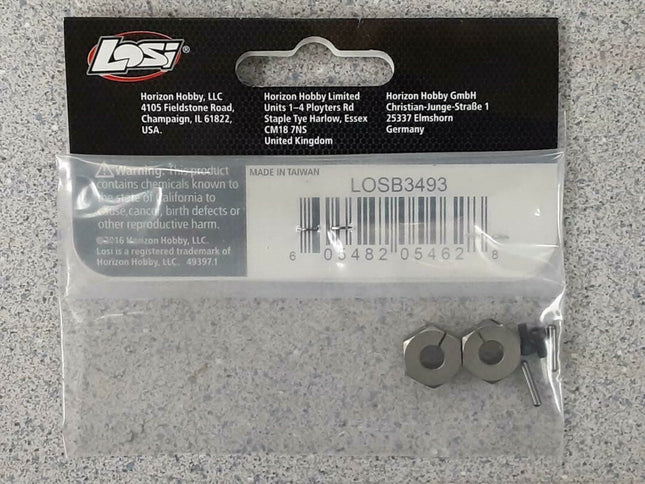 LOSi®
Horizon Hobby, LLC
4105 Fieldstone Road,
Champaign, IL 61822,
USA.
Horizon Hobby Limited
Units 1–4 Ployters Rd
Staple Tye Harlow, Essex
CM18 7NS
United Kingdom
Horizon Hobby GmbH
Christian-Junge-Straße 1
25337 Elmshorn
Germany
Warning: This product
contains chemicals known to
the state of California to
cause cancer, birth defects or
other reproductive harm.
©2016 Horizon Hobby, LLC.
Losi is a registered trademark of
Horizon Hobby, LLC. 49397.1
MADE IN TAIWAN
LOSB3493
6 05482 05462 8